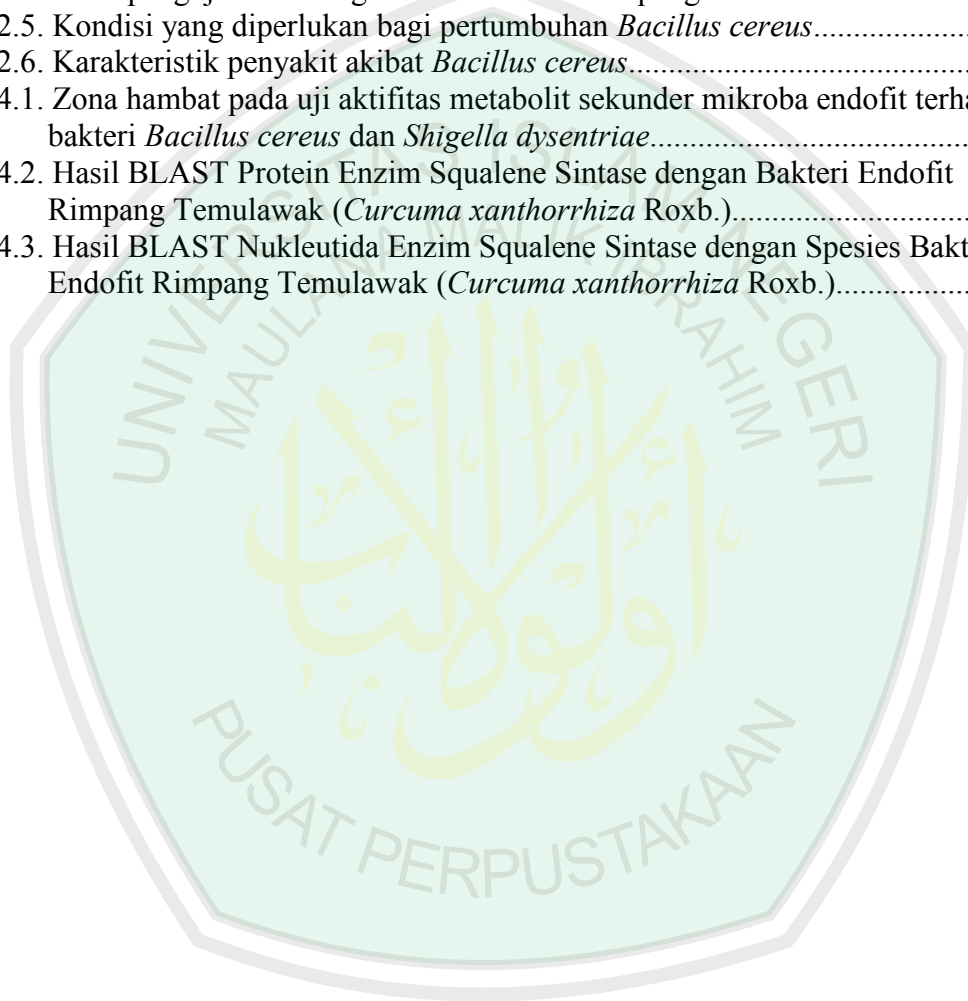 2.5. Kondisi yang diperlukan bagi pertumbuhan Bacillus cereus....................
2.6. Karakteristik penyakit akibat Bacillus cereus..............................................
4.1. Zona hambat pada uji aktifitas metabolit sekunder mikroba endofit terha
bakteri Bacillus cereus dan Shigella dysentriae...........................................
4.2. Hasil BLAST Protein Enzim Squalene Sintase dengan Bakteri Endofit
Rimpang Temulawak (Curcuma xanthorrhiza Roxb.)................................
4.3. Hasil BLAST Nukleutida Enzim Squalene Sintase dengan Spesies Bakt
Endofit Rimpang Temulawak (Curcuma xanthorrhiza Roxb.)...................
UNIVERSITAS ISLAM NEGERI
MAULANA MALIK IBRAHIM
أولوا الألباب
PUSAT PERPUSTAKAAN